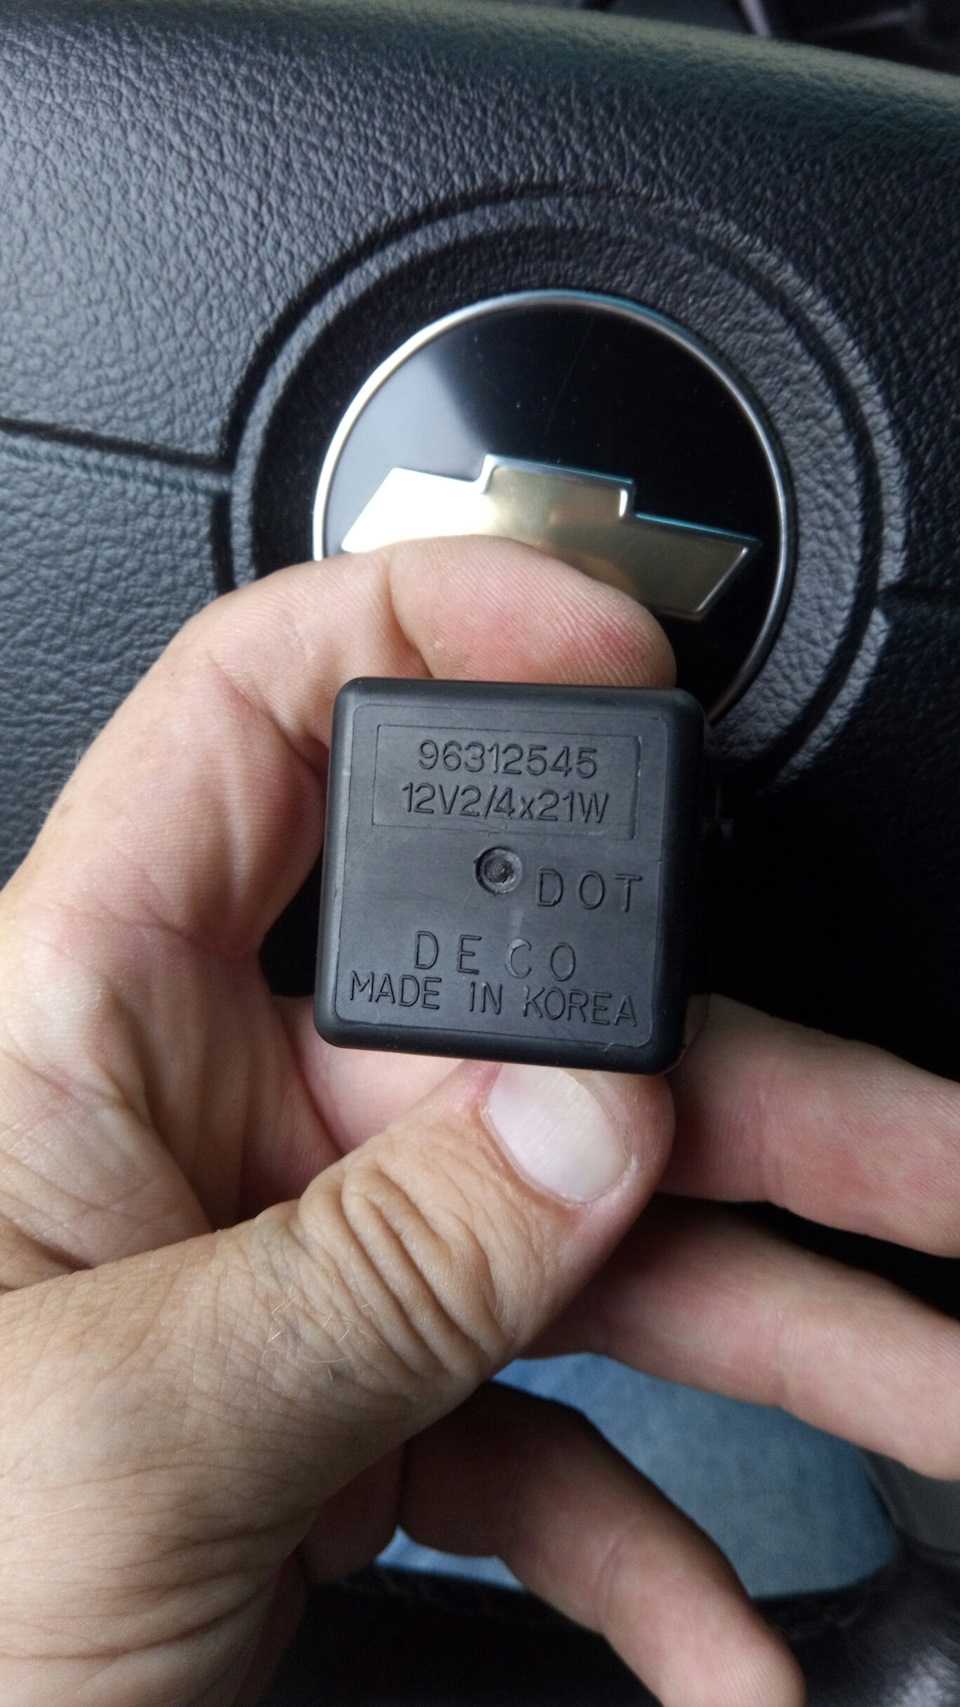 96312545
12V2/4x21W
DOT
DECO
MADE IN KOREA